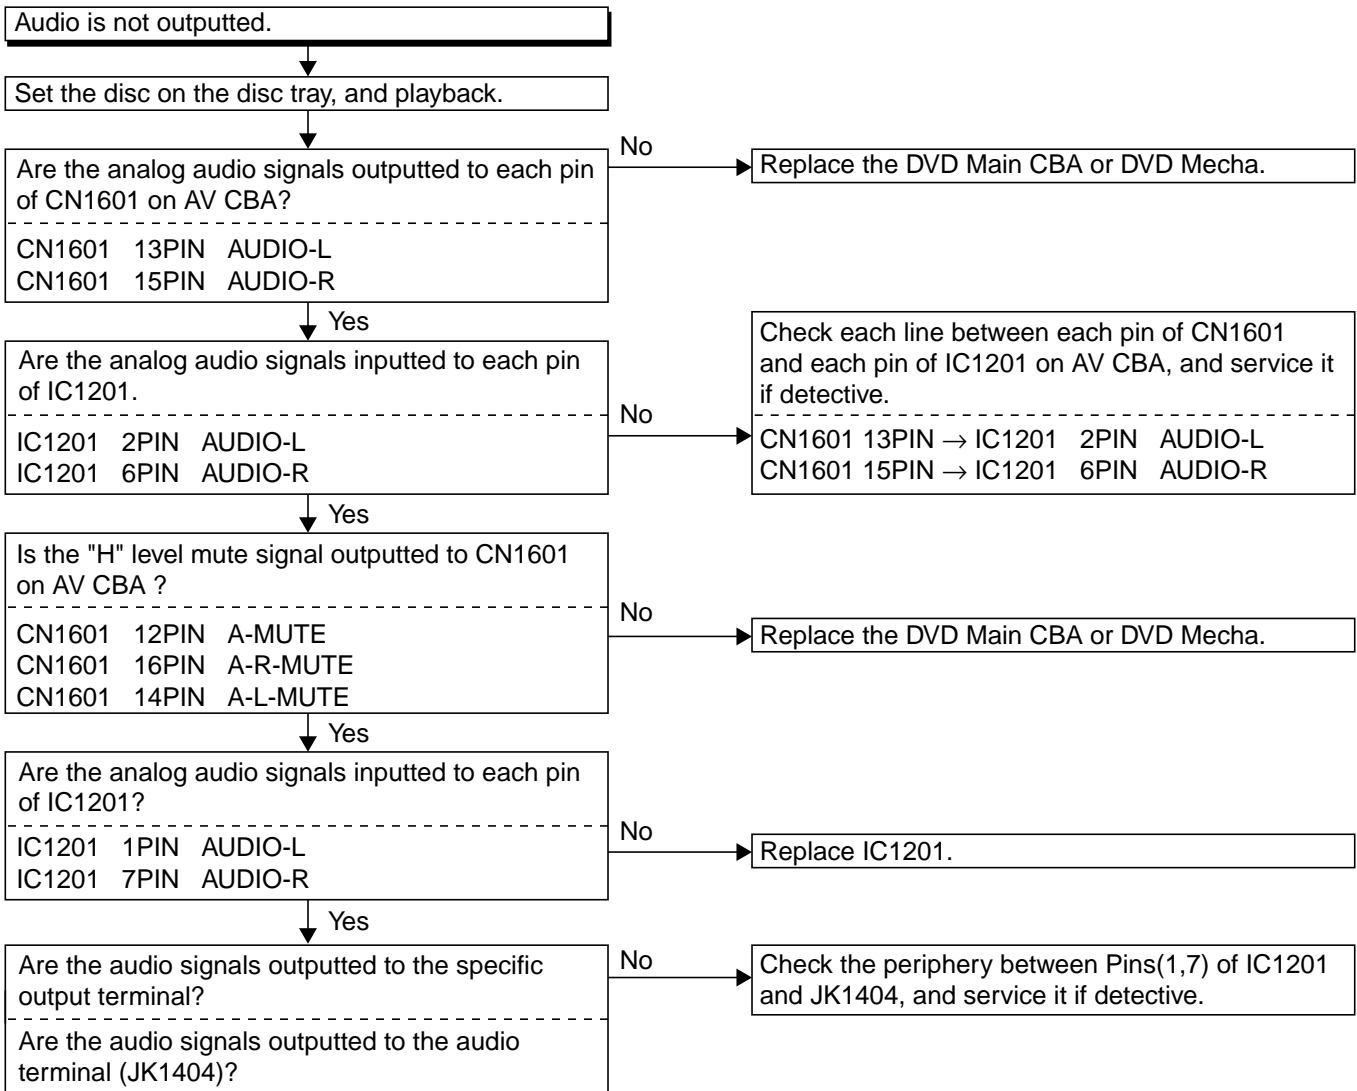 Audio is not outputted.
Set the disc on the disc tray, and playback.
Are the analog audio signals outputted to each pin
of CN1601 on AV CBA?
CN1601 13PIN AUDIO-L
CN1601 15PIN AUDIO-R
No
Replace the DVD Main CBA or DVD Mecha.
Yes
Are the analog audio signals inputted to each pin
of IC1201.
IC1201 2PIN AUDIO-L
IC1201 6PIN AUDIO-R
No
Check each line between each pin of CN1601
and each pin of IC1201 on AV CBA, and service it
if detective.
CN1601 13PIN → IC1201 2PIN AUDIO-L
CN1601 15PIN → IC1201 6PIN AUDIO-R
Yes
Is the "H" level mute signal outputted to CN1601
on AV CBA ?
CN1601 12PIN A-MUTE
CN1601 16PIN A-R-MUTE
CN1601 14PIN A-L-MUTE
No
Replace the DVD Main CBA or DVD Mecha.
Yes
Are the analog audio signals inputted to each pin
of IC1201?
IC1201 1PIN AUDIO-L
IC1201 7PIN AUDIO-R
No
Replace IC1201.
Yes
Are the audio signals outputted to the specific
output terminal?
Are the audio signals outputted to the audio
terminal (JK1404)?
No
Check the periphery between Pins(1,7) of IC1201
and JK1404, and service it if detective.